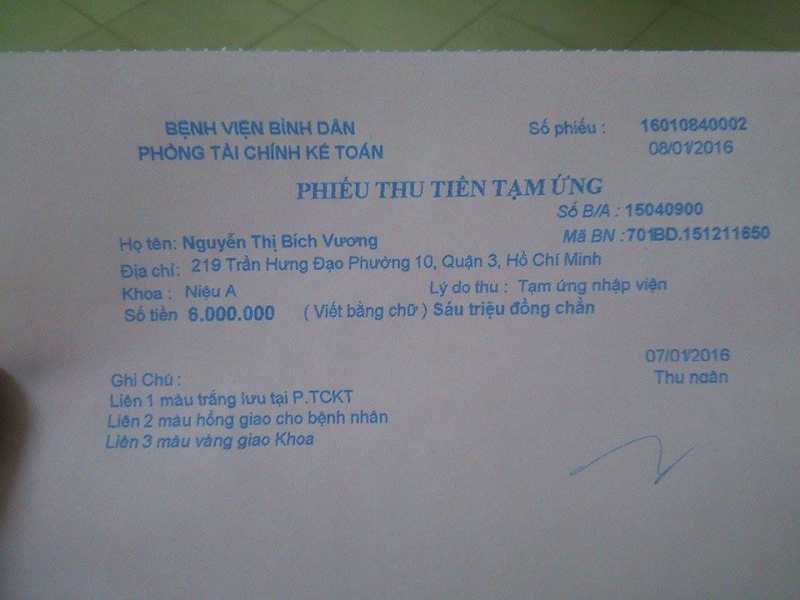 BỆNH VIỆN BÌNH DÂN
PHÒNG TÀI CHÍNH KẾ TOÁN
Số phiếu : 16010840002
08/01/2016
PHIẾU THU TIỀN TẠM ỨNG
Số B/A : 15040900
Họ tên: Nguyễn Thị Bích Vương
Mã BN :701BD.151211650
Địa chỉ: 219 Trần Hưng Đạo Phường 10, Quận 3, Hồ Chí Minh
Khoa : Niệu A Lý do thu : Tạm ứng nhập viện
Số tiền 6.000.000 ( Viết bằng chữ ) Sáu triệu đồng chẵn
07/01/2016
Thu ngân
Ghi Chú :
Liên 1 màu trắng lưu tại P.TCKT
Liên 2 màu hồng giao cho bệnh nhân
Liên 3 màu vàng giao Khoa